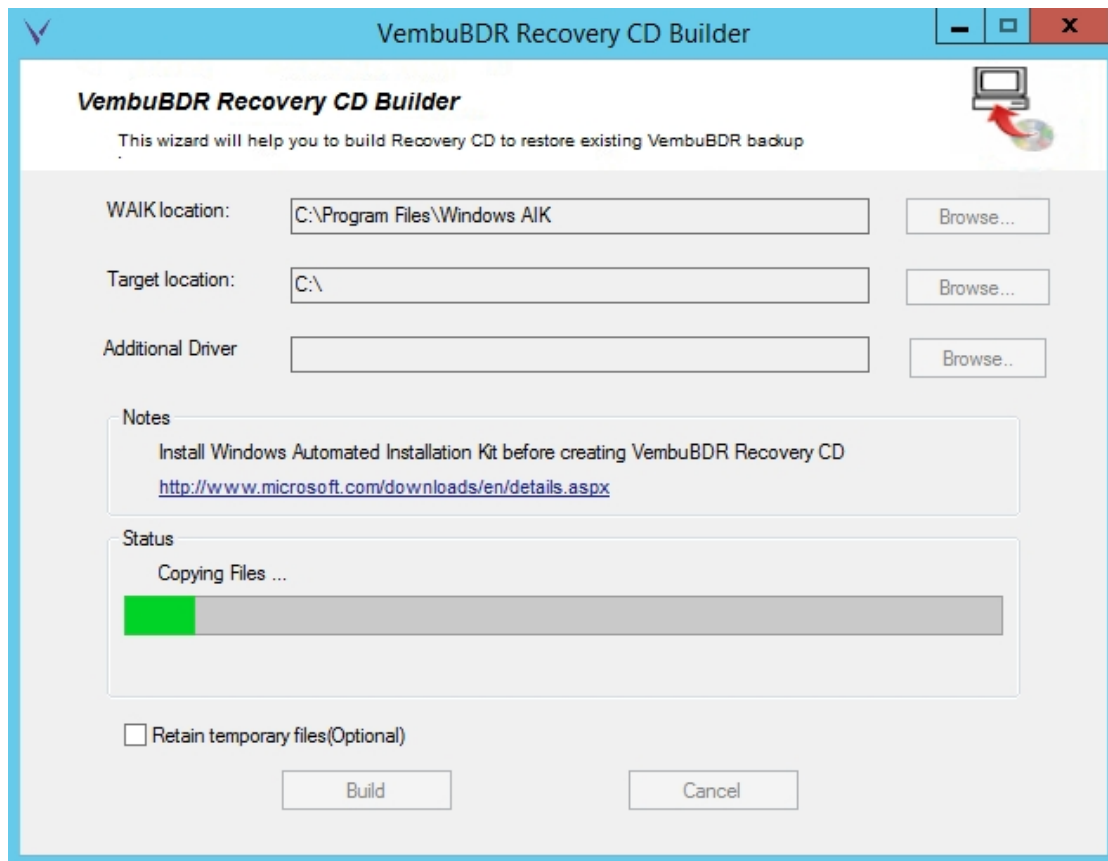 VembuBDR Recovery CD Builder
VembuBDR Recovery CD Builder
This wizard will help you to build Recovery CD to restore existing VembuBDR backup
.
WAIK location:
C:\Program Files\Windows AIK
Browse...
Target location:
C:\
Browse...
Additional Driver
Browse..
Notes
Install Windows Automated Installation Kit before creating VembuBDR Recovery CD
http://www.microsoft.com/downloads/en/details.aspx
Status
Copying Files ...
Retain temporary files(Optional)
Build
Cancel